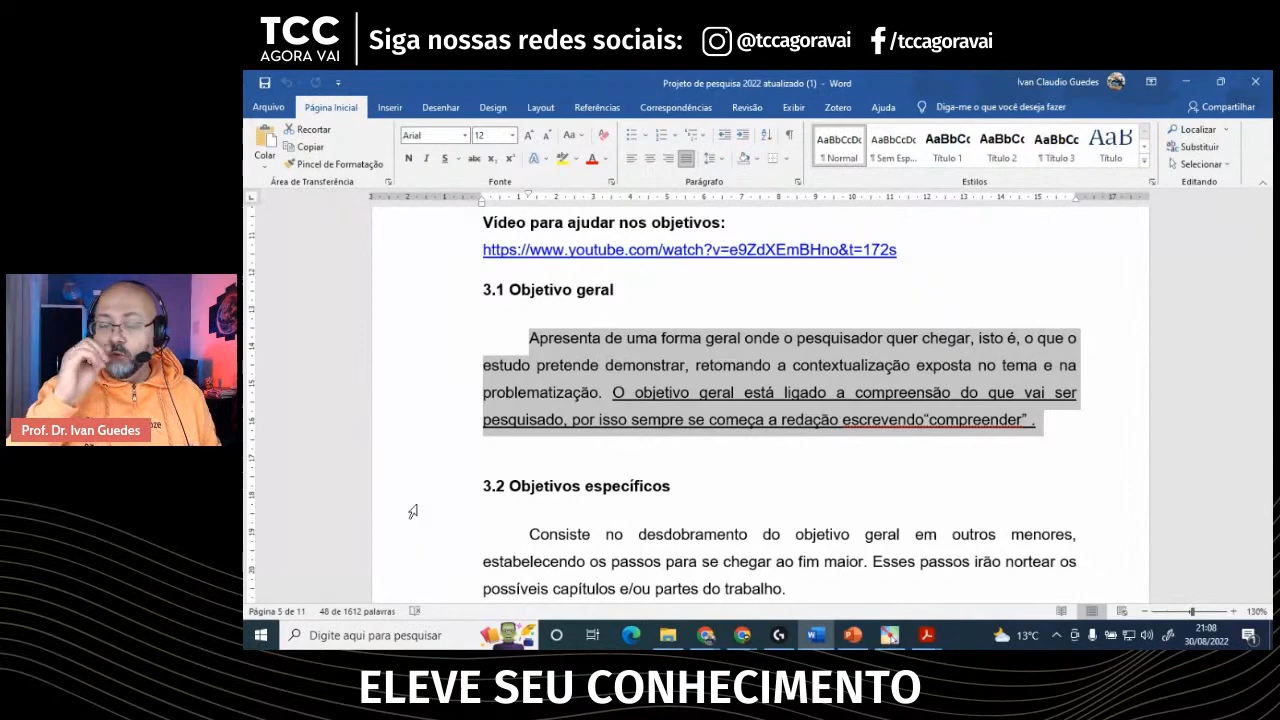 TCC
AGORA VAI
Siga nossas redes sociais: @tccagoravai /tccagoravai
Projeto de pesquisa 2022 atualizado (1) - Word
Ivan Claudio Guedes
Arquivo Página Inicial Inserir Desenhar Design Layout Referências Correspondências Revisão Exibir Zotero Ajuda Diga-me o que você deseja fazer Compartilhar
Colar
Recortar
Copiar
Pincel de Formatação
Área de Transferência
Arial 12
N I S abc x₂ x²
Fonte
Parágrafo
AaBbCcDc AaBbCcDc AaBbCc AaBbCc AaBbCc AaB
¶ Normal ¶ Sem Esp... Título 1 Título 2 Título 3 Título
Estilos
Localizar
Substituir
Selecionar
Editando
Vídeo para ajudar nos objetivos:
https://www.youtube.com/watch?v=e9ZdXEmBHno&t=172s
3.1 Objetivo geral
Apresenta de uma forma geral onde o pesquisador quer chegar, isto é, o que o
estudo pretende demonstrar, retomando a contextualização exposta no tema e na
problematização. O objetivo geral está ligado a compreensão do que vai ser
pesquisado, por isso sempre se começa a redação escrevendo“compreender” .
3.2 Objetivos específicos
Consiste no desdobramento do objetivo geral em outros menores,
estabelecendo os passos para se chegar ao fim maior. Esses passos irão nortear os
possíveis capítulos e/ou partes do trabalho.
Prof. Dr. Ivan Guedes
Página 5 de 11 48 de 1612 palavras 130%
Digite aqui para pesquisar
13°C
21:08
30/08/2022
ELEVE SEU CONHECIMENTO